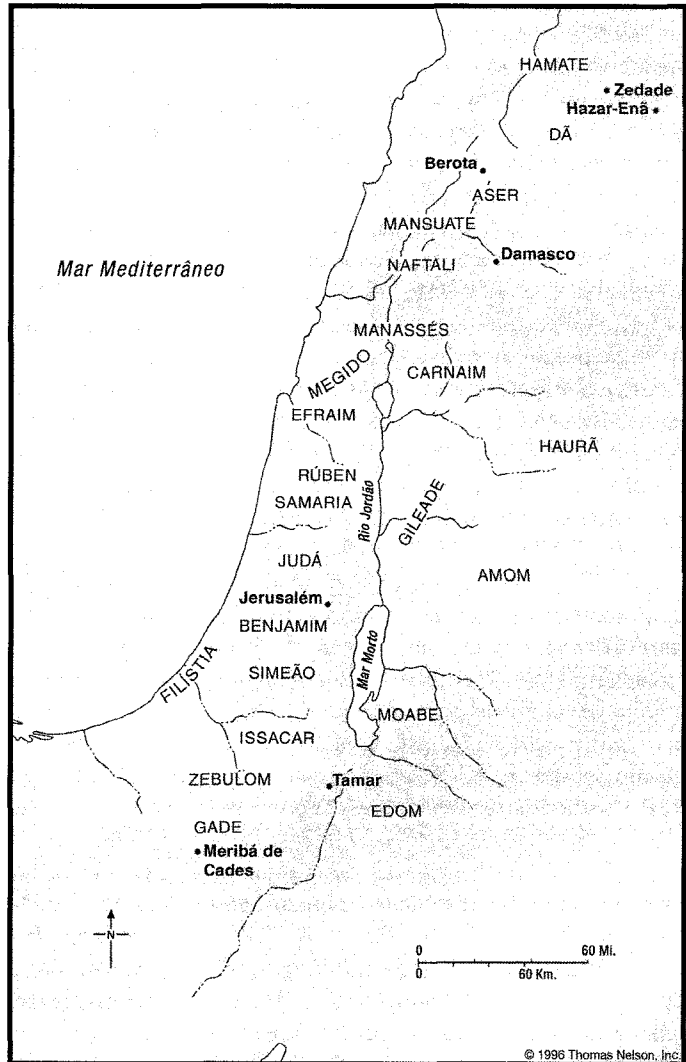 HAMATE
Zedade
Hazar-Enã
DÃ
Berota
ASER
MANSUATE
Mar Mediterrâneo
NAFTALI
Damasco
MANASSÉS
MEGIDO
CARNAIM
EFRAIM
HAURÃ
RÚBEN
SAMARIA
Rio Jordão
GILEADE
JUDÁ
AMOM
Jerusalém
BENJAMIM
FILÍSTIA
SIMEÃO
Mar Morto
MOABE
ISSACAR
ZEBULOM
Tamar
EDOM
GADE
Meribá de
Cades
N
0 60 Mi.
0 60 Km.
© 1996 Thomas Nelson, Inc